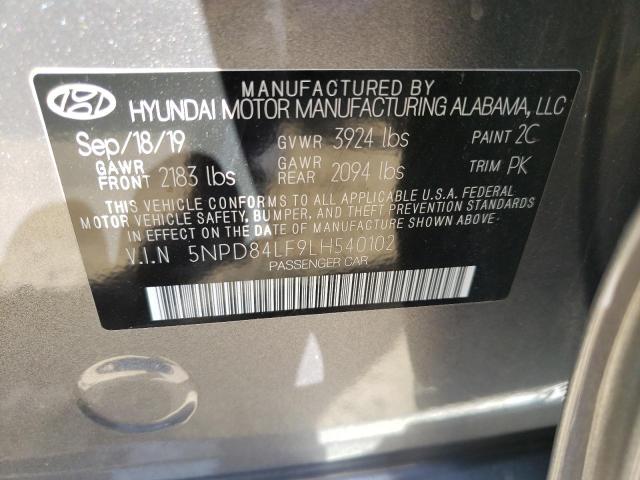 MANUFACTURED BY
HYUNDAI MOTOR MANUFACTURING ALABAMA, LLC
Sep/18/19 GVWR 3924 lbs PAINT 2C
GAWR FRONT 2183 lbs GAWR REAR 2094 lbs TRIM PK
THIS VEHICLE CONFORMS TO ALL APPLICABLE U.S.A. FEDERAL
MOTOR VEHICLE SAFETY, BUMPER, AND THEFT PREVENTION STANDARDS
IN EFFECT ON THE DATE OF MANUFACTURE SHOWN ABOVE.
V.I.N 5NPD84LF9LH540102
PASSENGER CAR